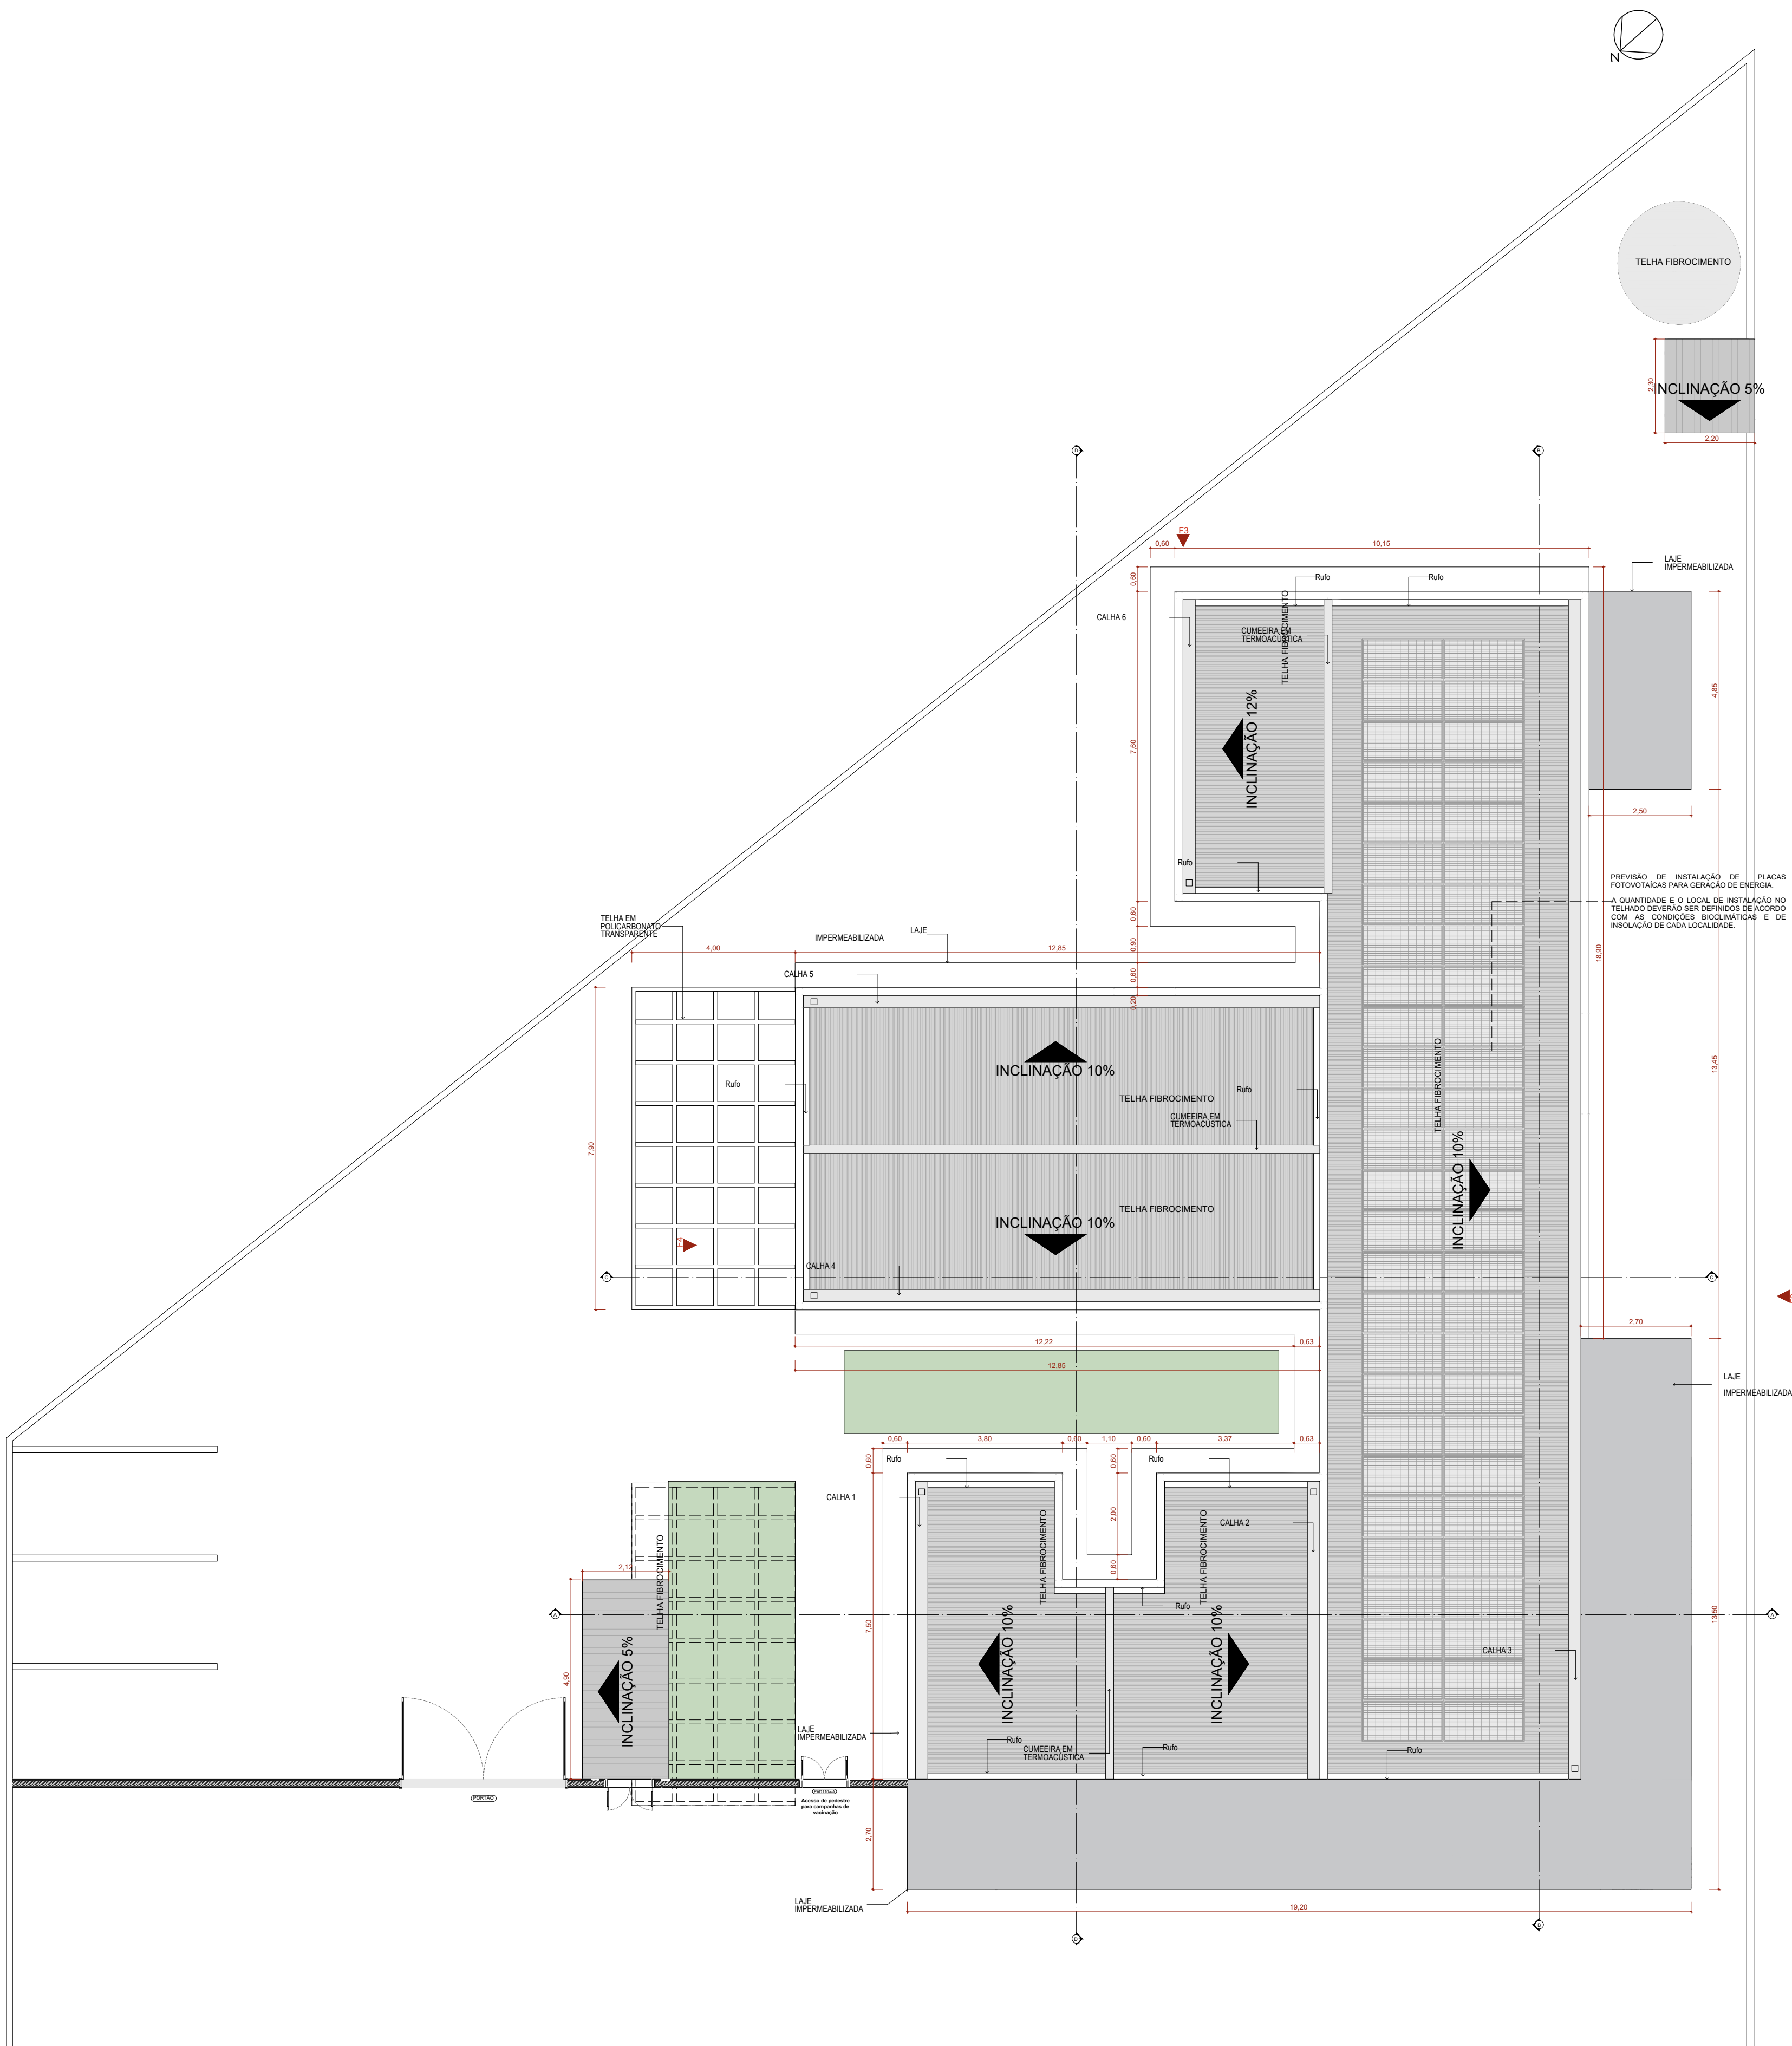 N
TELHA FIBROCIMENTO
2,30
INCLINAÇÃO 5%
2,20
D
B
F3
0,60
10,15
LAJE
IMPERMEABILIZADA
0,60
Rufo
Rufo
CALHA 6
CUMEEIRA EM
TERMOACÚSTICA
TELHA FIBROCIMENTO
4,85
INCLINAÇÃO 12%
7,60
2,50
Rufo
PREVISÃO DE INSTALAÇÃO DE PLACAS
FOTOVOTAÍCAS PARA GERAÇÃO DE ENERGIA.
A QUANTIDADE E O LOCAL DE INSTALAÇÃO NO
TELHADO DEVERÃO SER DEFINIDOS DE ACORDO
COM AS CONDIÇÕES BIOCLIMÁTICAS E DE
INSOLAÇÃO DE CADA LOCALIDADE.
TELHA EM
POLICARBONATO
TRANSPARENTE
0,60
LAJE
IMPERMEABILIZADA
4,00
12,85
0,90
18,90
CALHA 5
0,60
0,20
INCLINAÇÃO 10%
Rufo
Rufo
TELHA FIBROCIMENTO
CUMEEIRA EM
TERMOACÚSTICA
13,45
TELHA FIBROCIMENTO
7,90
INCLINAÇÃO 10%
TELHA FIBROCIMENTO
INCLINAÇÃO 10%
F4
CALHA 4
C
C
2,70
12,22
0,63
12,85
LAJE
IMPERMEABILIZADA
0,60
3,80
0,60
1,10
0,60
3,37
0,63
0,60
0,60
Rufo
Rufo
CALHA 1
2,00
CALHA 2
TELHA FIBROCIMENTO
TELHA FIBROCIMENTO
TELHA FIBROCIMENTO
2,12
0,60
Rufo
A
A
7,50
13,50
INCLINAÇÃO 5%
INCLINAÇÃO 10%
INCLINAÇÃO 10%
CALHA 3
4,90
LAJE
IMPERMEABILIZADA
Rufo
CUMEEIRA EM
TERMOACÚSTICA
Rufo
Rufo
PORTÃO
Acesso de pedestre
para campanhas de
vacinação
2,70
LAJE
IMPERMEABILIZADA
19,20
D
B